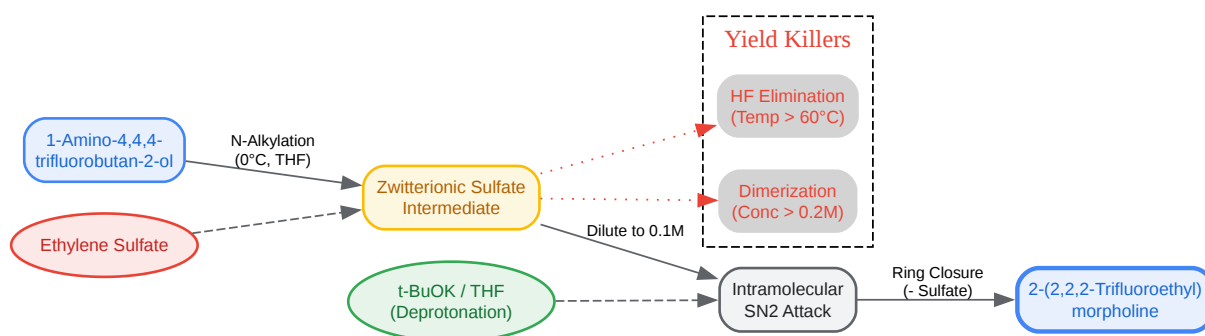 Yield Killers
HF Elimination
(Temp > 60°C)
1-Amino-4,4,4-
trifluorobutan-2-ol
N-Alkylation
(0°C, THF)
Zwitterionic Sulfate
Intermediate
Dimerization
(Conc > 0.2M)
Ethylene Sulfate
Dilute to 0.1M
t-BuOK / THF
(Deprotonation)
Intramolecular
SN2 Attack
Ring Closure
(- Sulfate)
2-(2,2,2-Trifluoroethyl)
morpholine